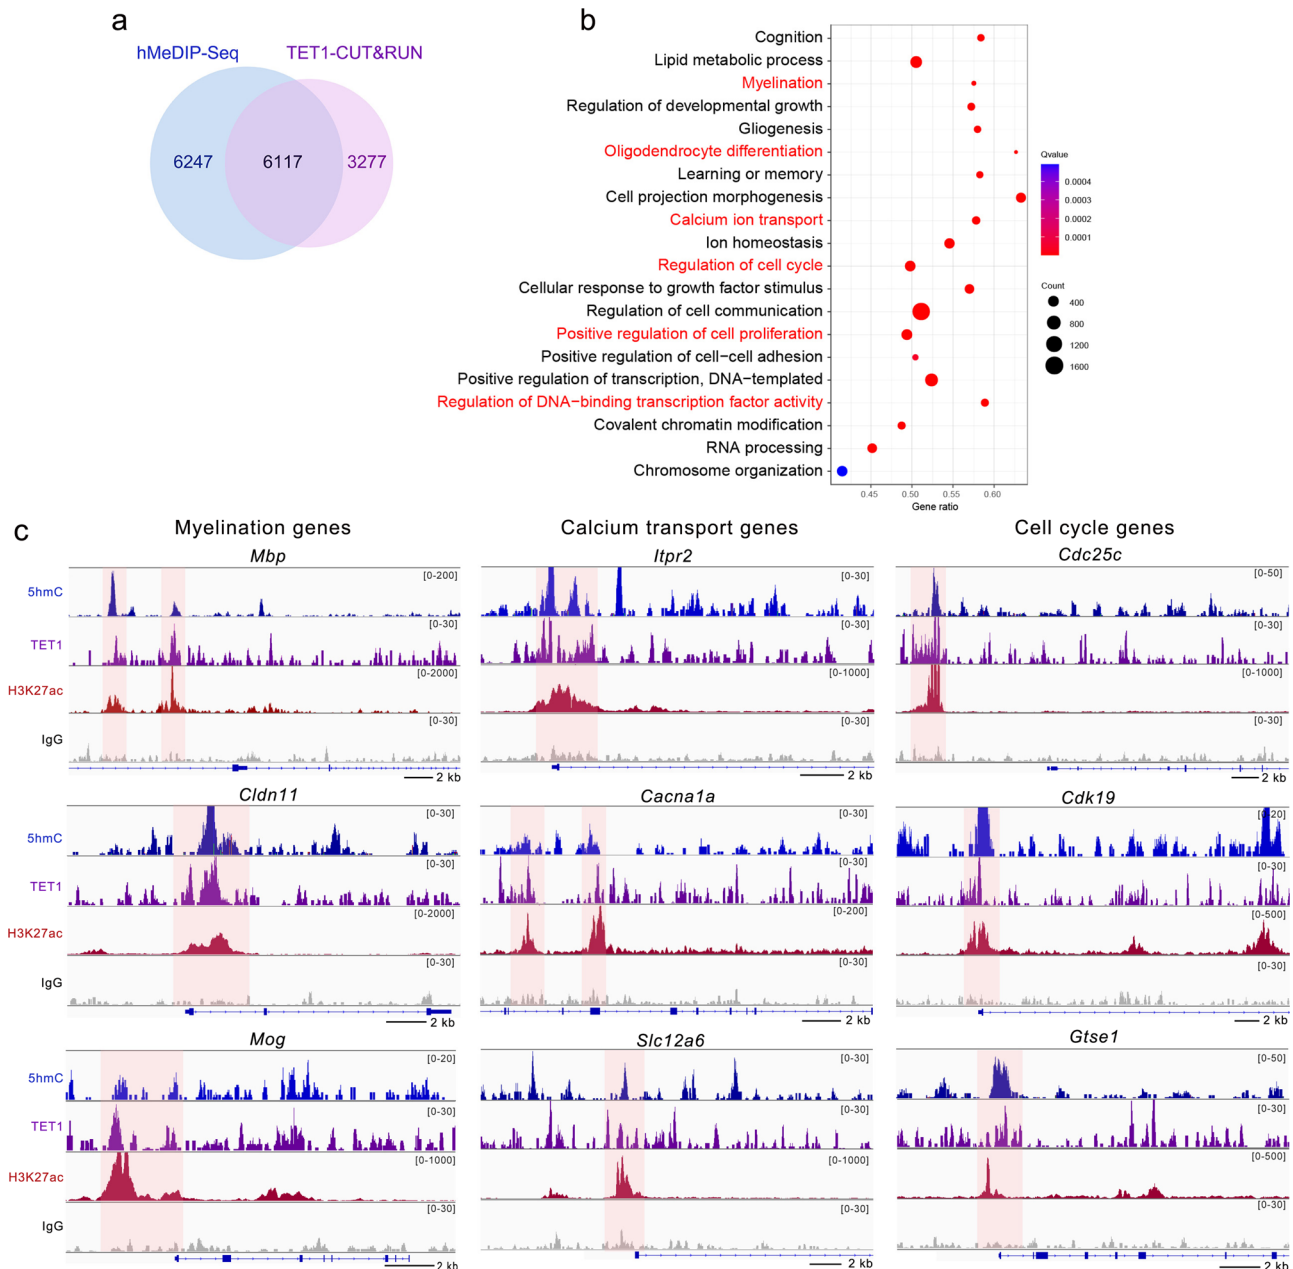 a
hMeDIP-Seq
TET1-CUT&RUN
6247
6117
3277
b
Cognition
Lipid metabolic process
Myelination
Regulation of developmental growth
Gliogenesis
Oligodendrocyte differentiation
Learning or memory
Cell projection morphogenesis
Calcium ion transport
Ion homeostasis
Regulation of cell cycle
Cellular response to growth factor stimulus
Regulation of cell communication
Positive regulation of cell proliferation
Positive regulation of cell−cell adhesion
Positive regulation of transcription, DNA−templated
Regulation of DNA−binding transcription factor activity
Covalent chromatin modification
RNA processing
Chromosome organization
0.45 0.50 0.55 0.60
Gene ratio
Qvalue
0.0004
0.0003
0.0002
0.0001
Count
400
800
1200
1600
c
Myelination genes
Calcium transport genes
Cell cycle genes
Mbp
5hmC [0-200]
TET1 [0-30]
H3K27ac [0-2000]
IgG [0-30]
2 kb
Itpr2
[0-30]
[0-30]
[0-1000]
[0-30]
2 kb
Cdc25c
[0-50]
[0-30]
[0-1000]
[0-30]
2 kb
Cldn11
5hmC [0-30]
TET1 [0-30]
H3K27ac [0-2000]
IgG [0-30]
2 kb
Cacna1a
[0-30]
[0-30]
[0-200]
[0-30]
2 kb
Cdk19
[0-20]
[0-30]
[0-500]
[0-30]
2 kb
Mog
5hmC [0-20]
TET1 [0-30]
H3K27ac [0-1000]
IgG [0-30]
2 kb
Slc12a6
[0-30]
[0-30]
[0-1000]
[0-30]
2 kb
Gtse1
[0-50]
[0-30]
[0-500]
[0-30]
2 kb